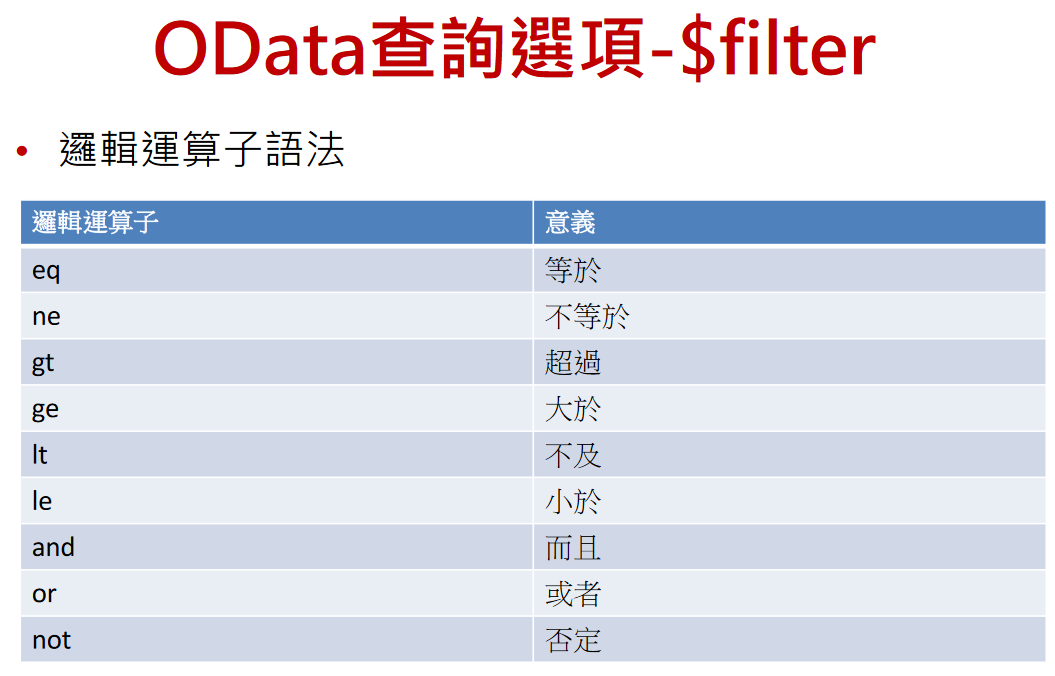 OData查詢選項-$filter
• 邏輯運算子語法
邏輯運算子 意義
eq 等於
ne 不等於
gt 超過
ge 大於
lt 不及
le 小於
and 而且
or 或者
not 否定